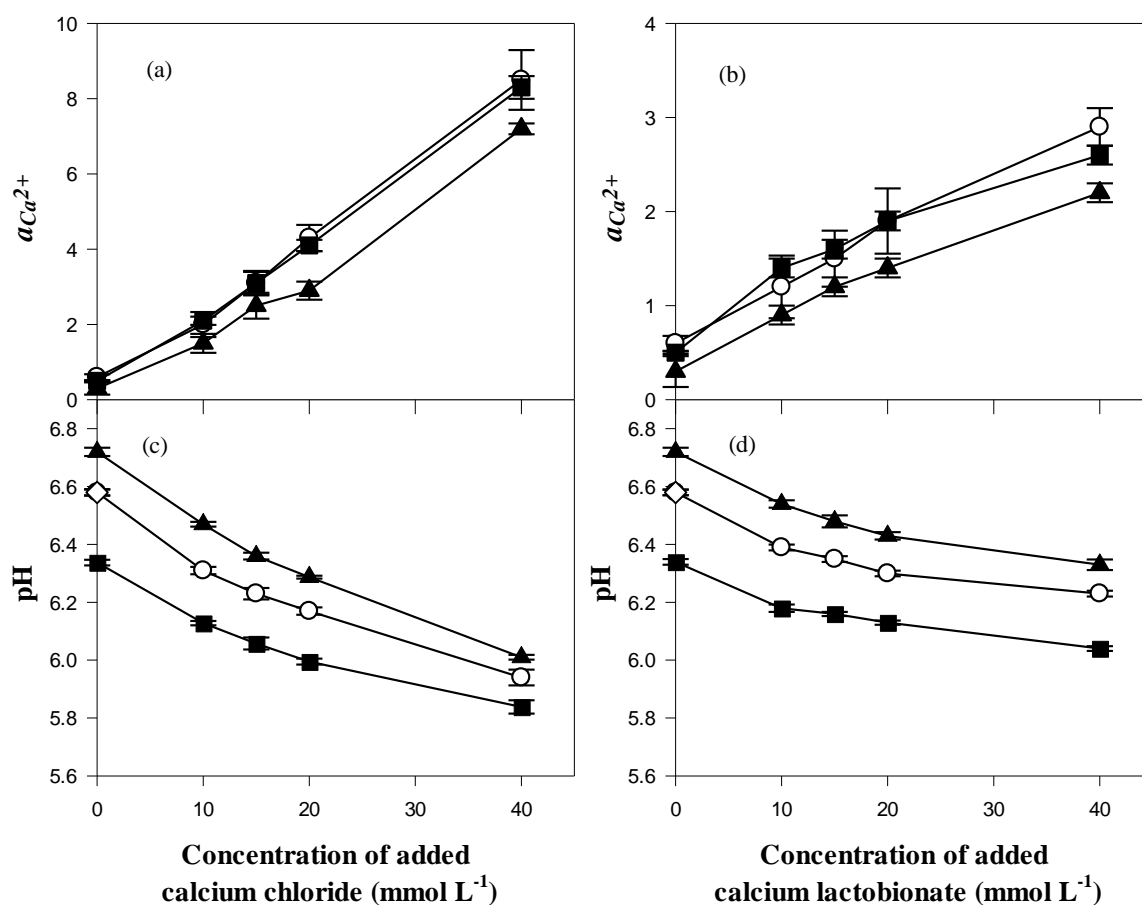 (a)
a_{Ca^{2+}}
10
8
6
4
2
0
(b)
a_{Ca^{2+}}
4
3
2
1
0
(c)
pH
6.8
6.6
6.4
6.2
6.0
5.8
5.6
0 10 20 30 40
Concentration of added
calcium chloride (mmol L^{-1})
(d)
pH
6.8
6.6
6.4
6.2
6.0
5.8
5.6
0 10 20 30 40
Concentration of added
calcium lactobionate (mmol L^{-1})